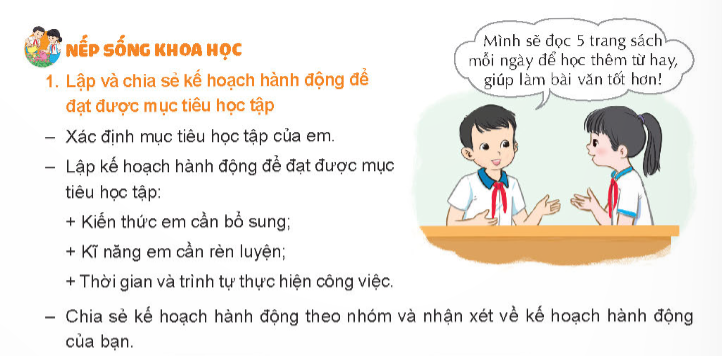 NẾP SỐNG KHOA HỌC
1. Lập và chia sẻ kế hoạch hành động để
đạt được mục tiêu học tập
– Xác định mục tiêu học tập của em.
– Lập kế hoạch hành động để đạt được mục
tiêu học tập:
+ Kiến thức em cần bổ sung;
+ Kĩ năng em cần rèn luyện;
+ Thời gian và trình tự thực hiện công việc.
– Chia sẻ kế hoạch hành động theo nhóm và nhận xét về kế hoạch hành động
của bạn.
Mình sẽ đọc 5 trang sách
mỗi ngày để học thêm từ hay,
giúp làm bài văn tốt hơn!